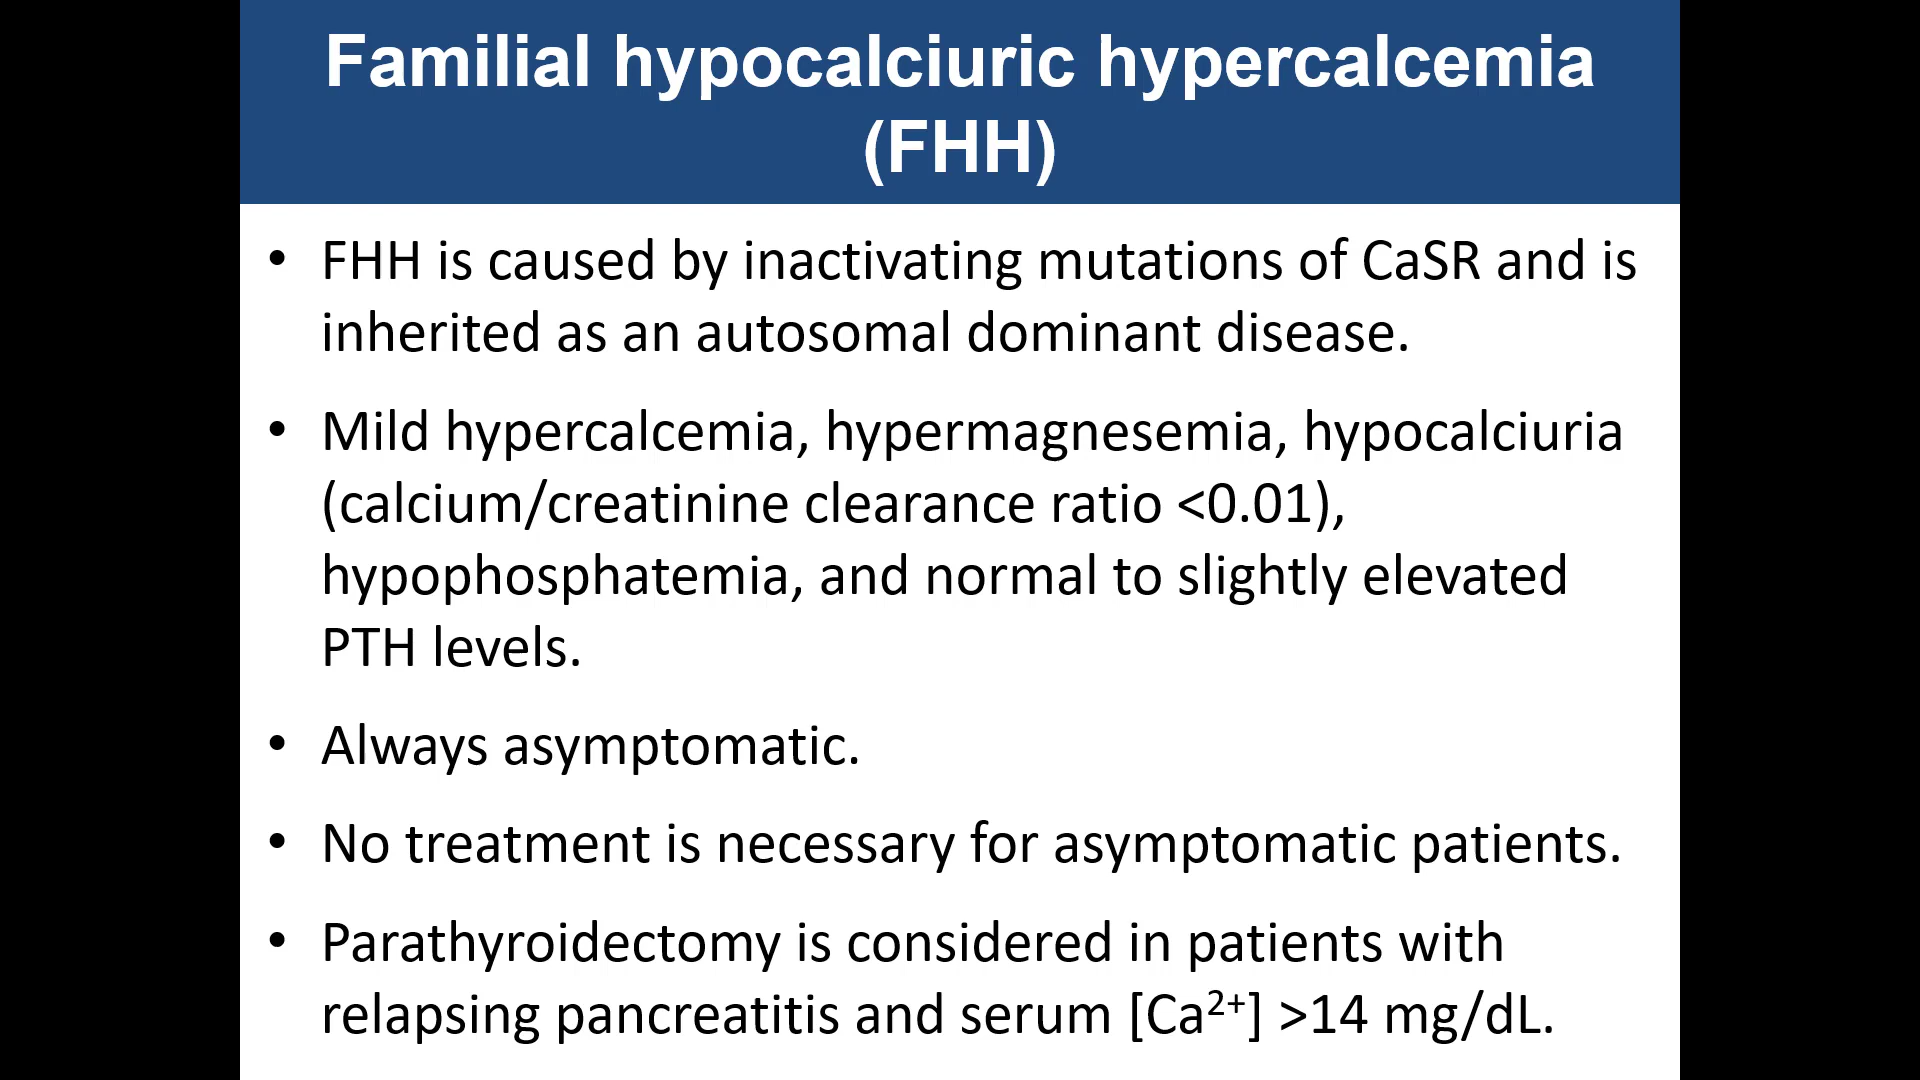 Familial hypocalciuric hypercalcemia
(FHH)
• FHH is caused by inactivating mutations of CaSR and is
inherited as an autosomal dominant disease.
• Mild hypercalcemia, hypermagnesemia, hypocalciuria
(calcium/creatinine clearance ratio <0.01),
hypophosphatemia, and normal to slightly elevated
PTH levels.
• Always asymptomatic.
• No treatment is necessary for asymptomatic patients.
• Parathyroidectomy is considered in patients with
relapsing pancreatitis and serum [Ca²⁺] >14 mg/dL.